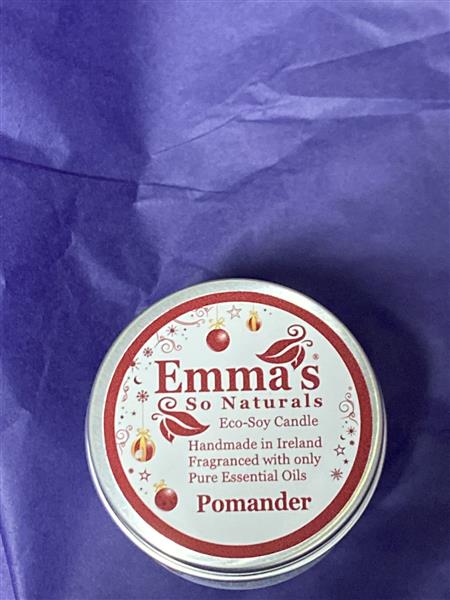 Emma's®
So Naturals
Eco-Soy Candle
Handmade in Ireland
Fragranced with only
Pure Essential Oils
Pomander